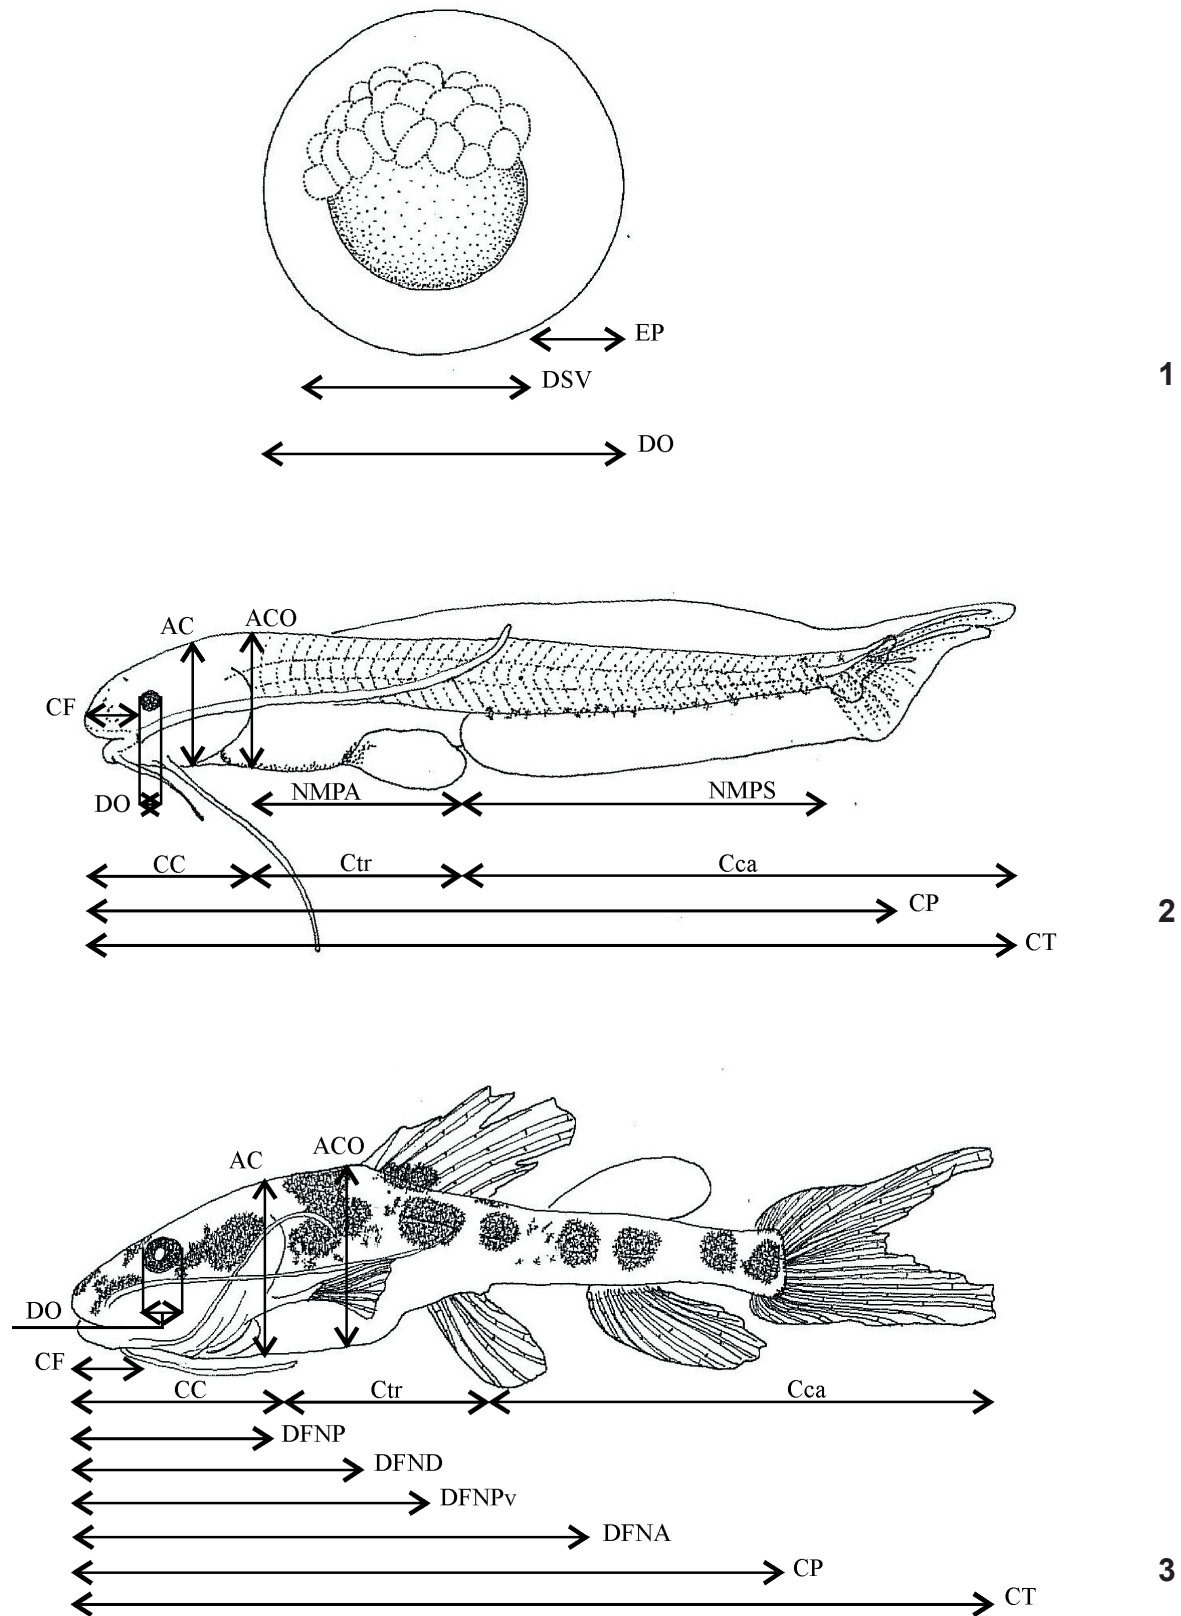 EP
DSV
1
DO
AC ACO
CF
DO NMPA NMPS
CC Ctr Cca
CP
2
CT
AC ACO
DO
CF
CC Ctr Cca
DFNP
DFND
DFNPv
DFNA
CP
3
CT